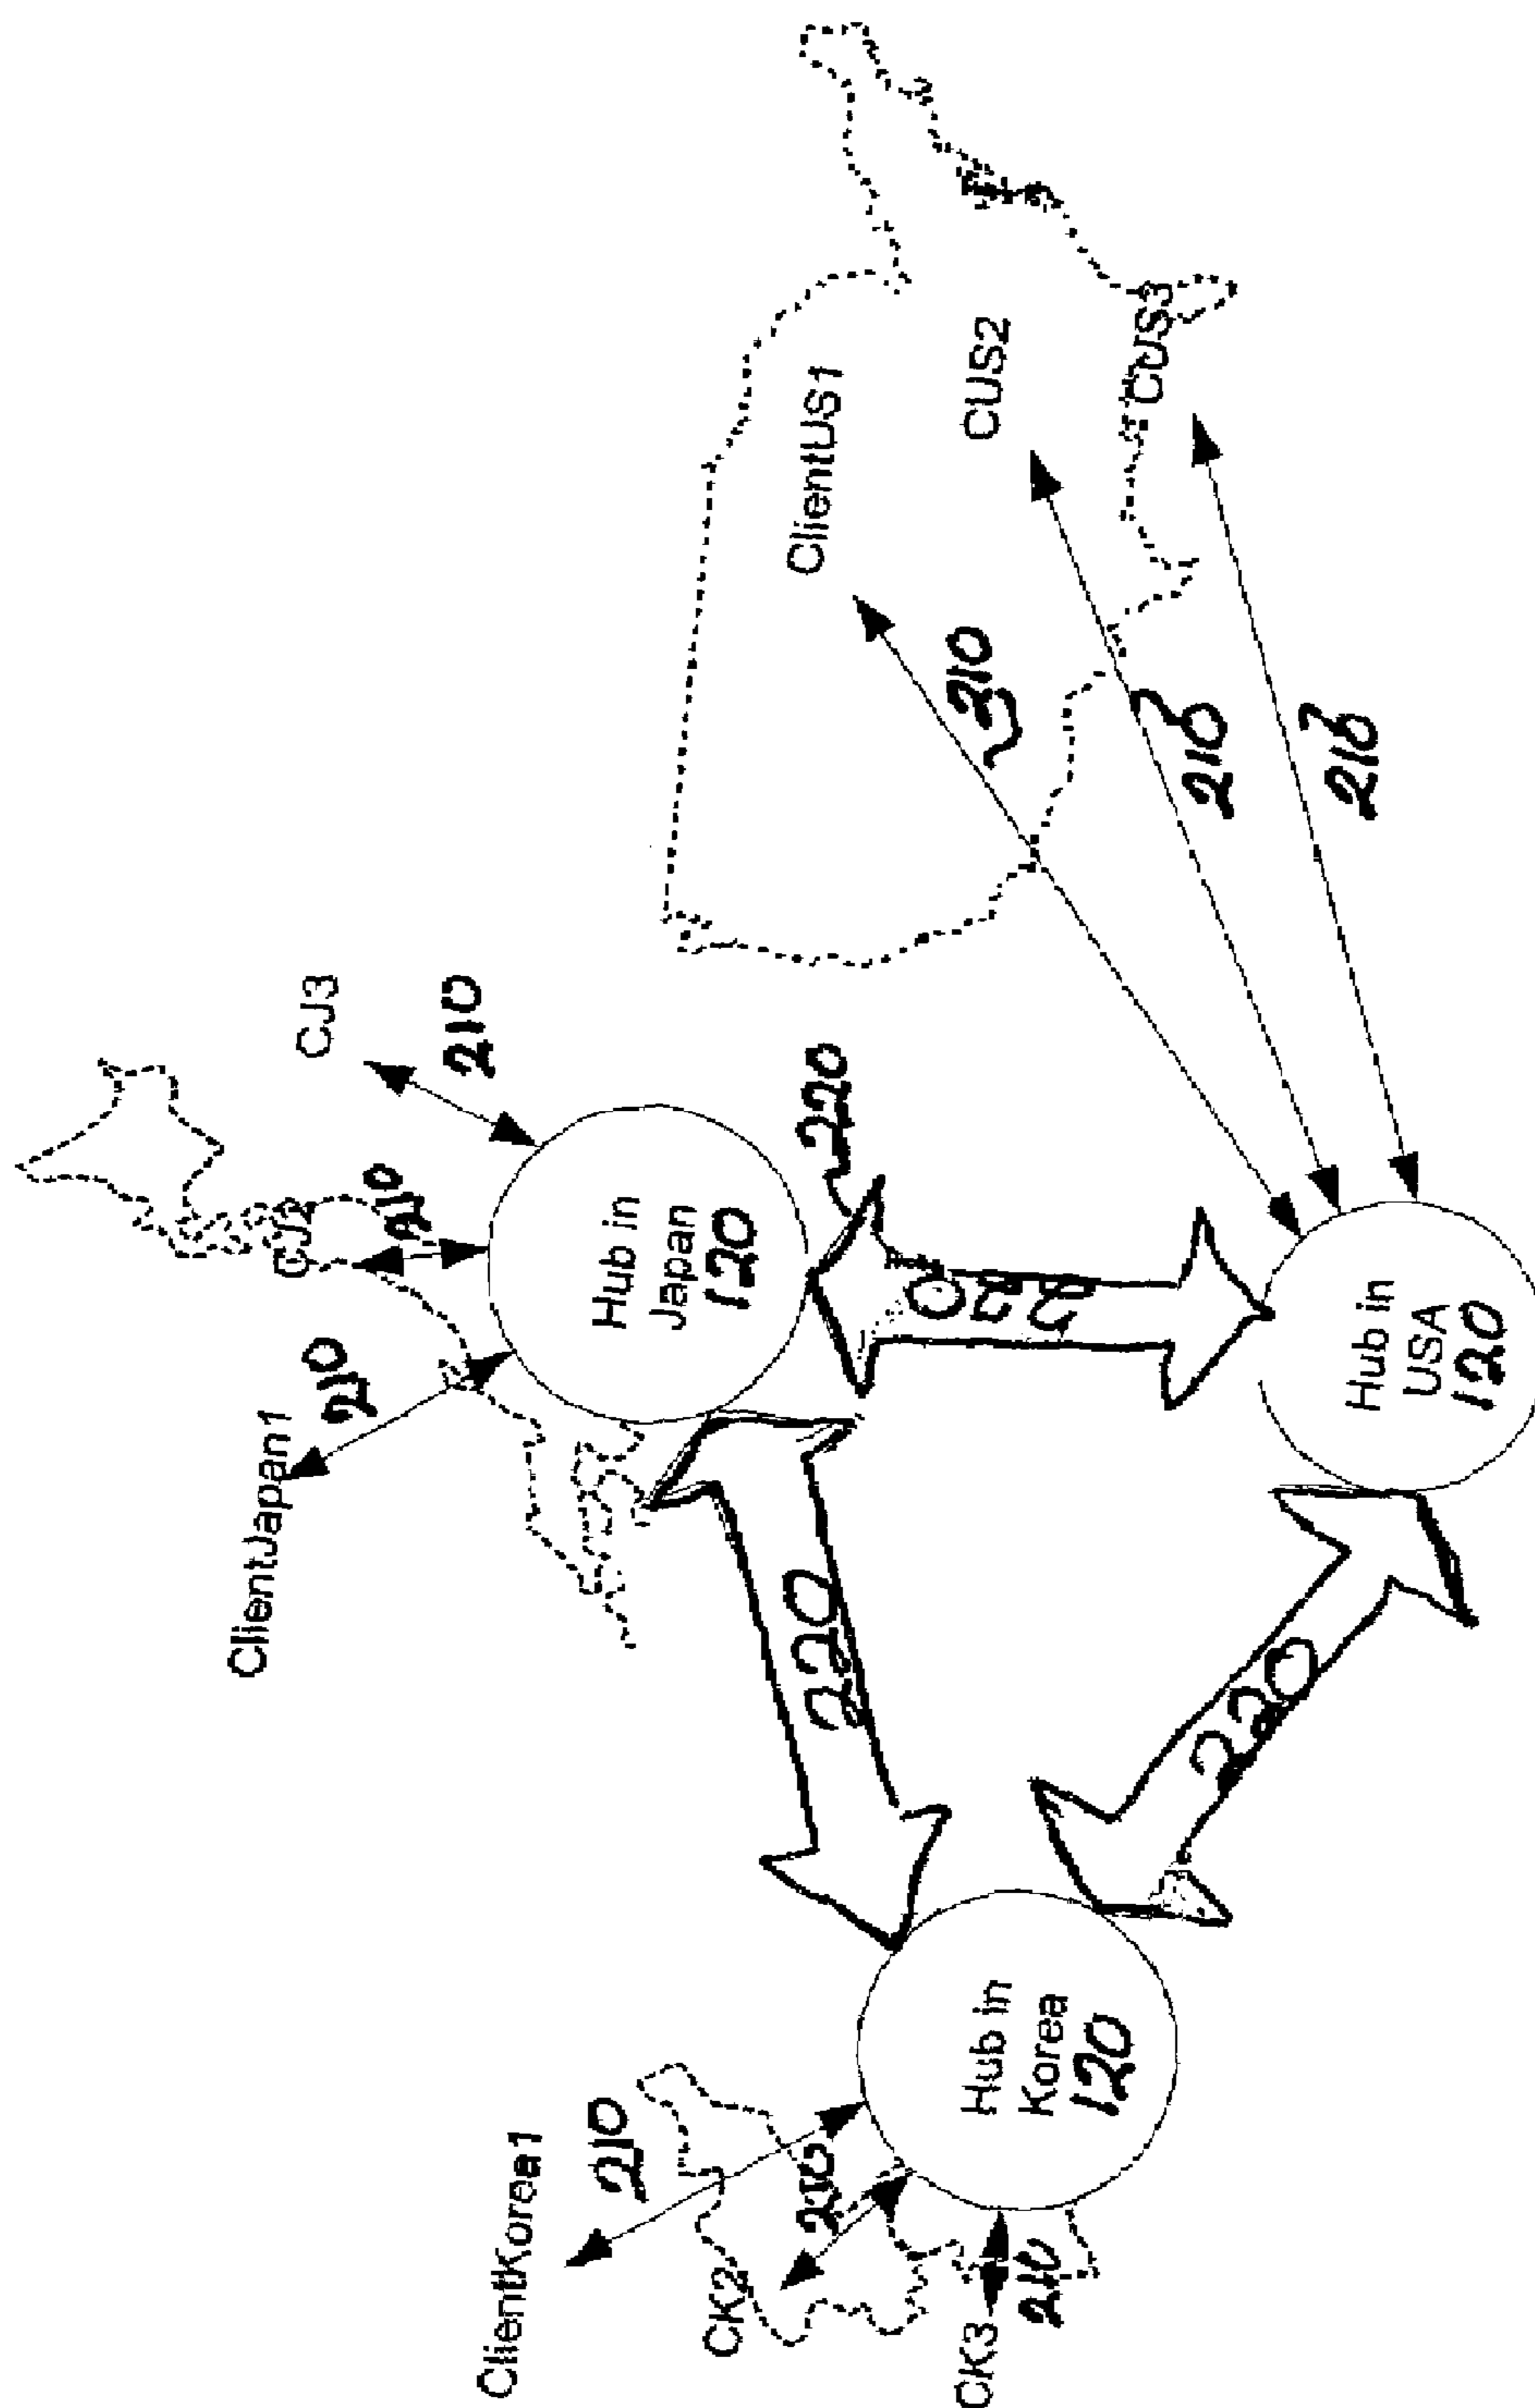 ClientKorea1
210
CK2
210
CK3
210
Hub in
Korea
120
220
220
ClientJapan1
210
CJ2
210
CJ3
210
Hub in
Japan
120
220
220
Hub in
USA
120
ClientUS1
210
CUS2
210
CUS3
210